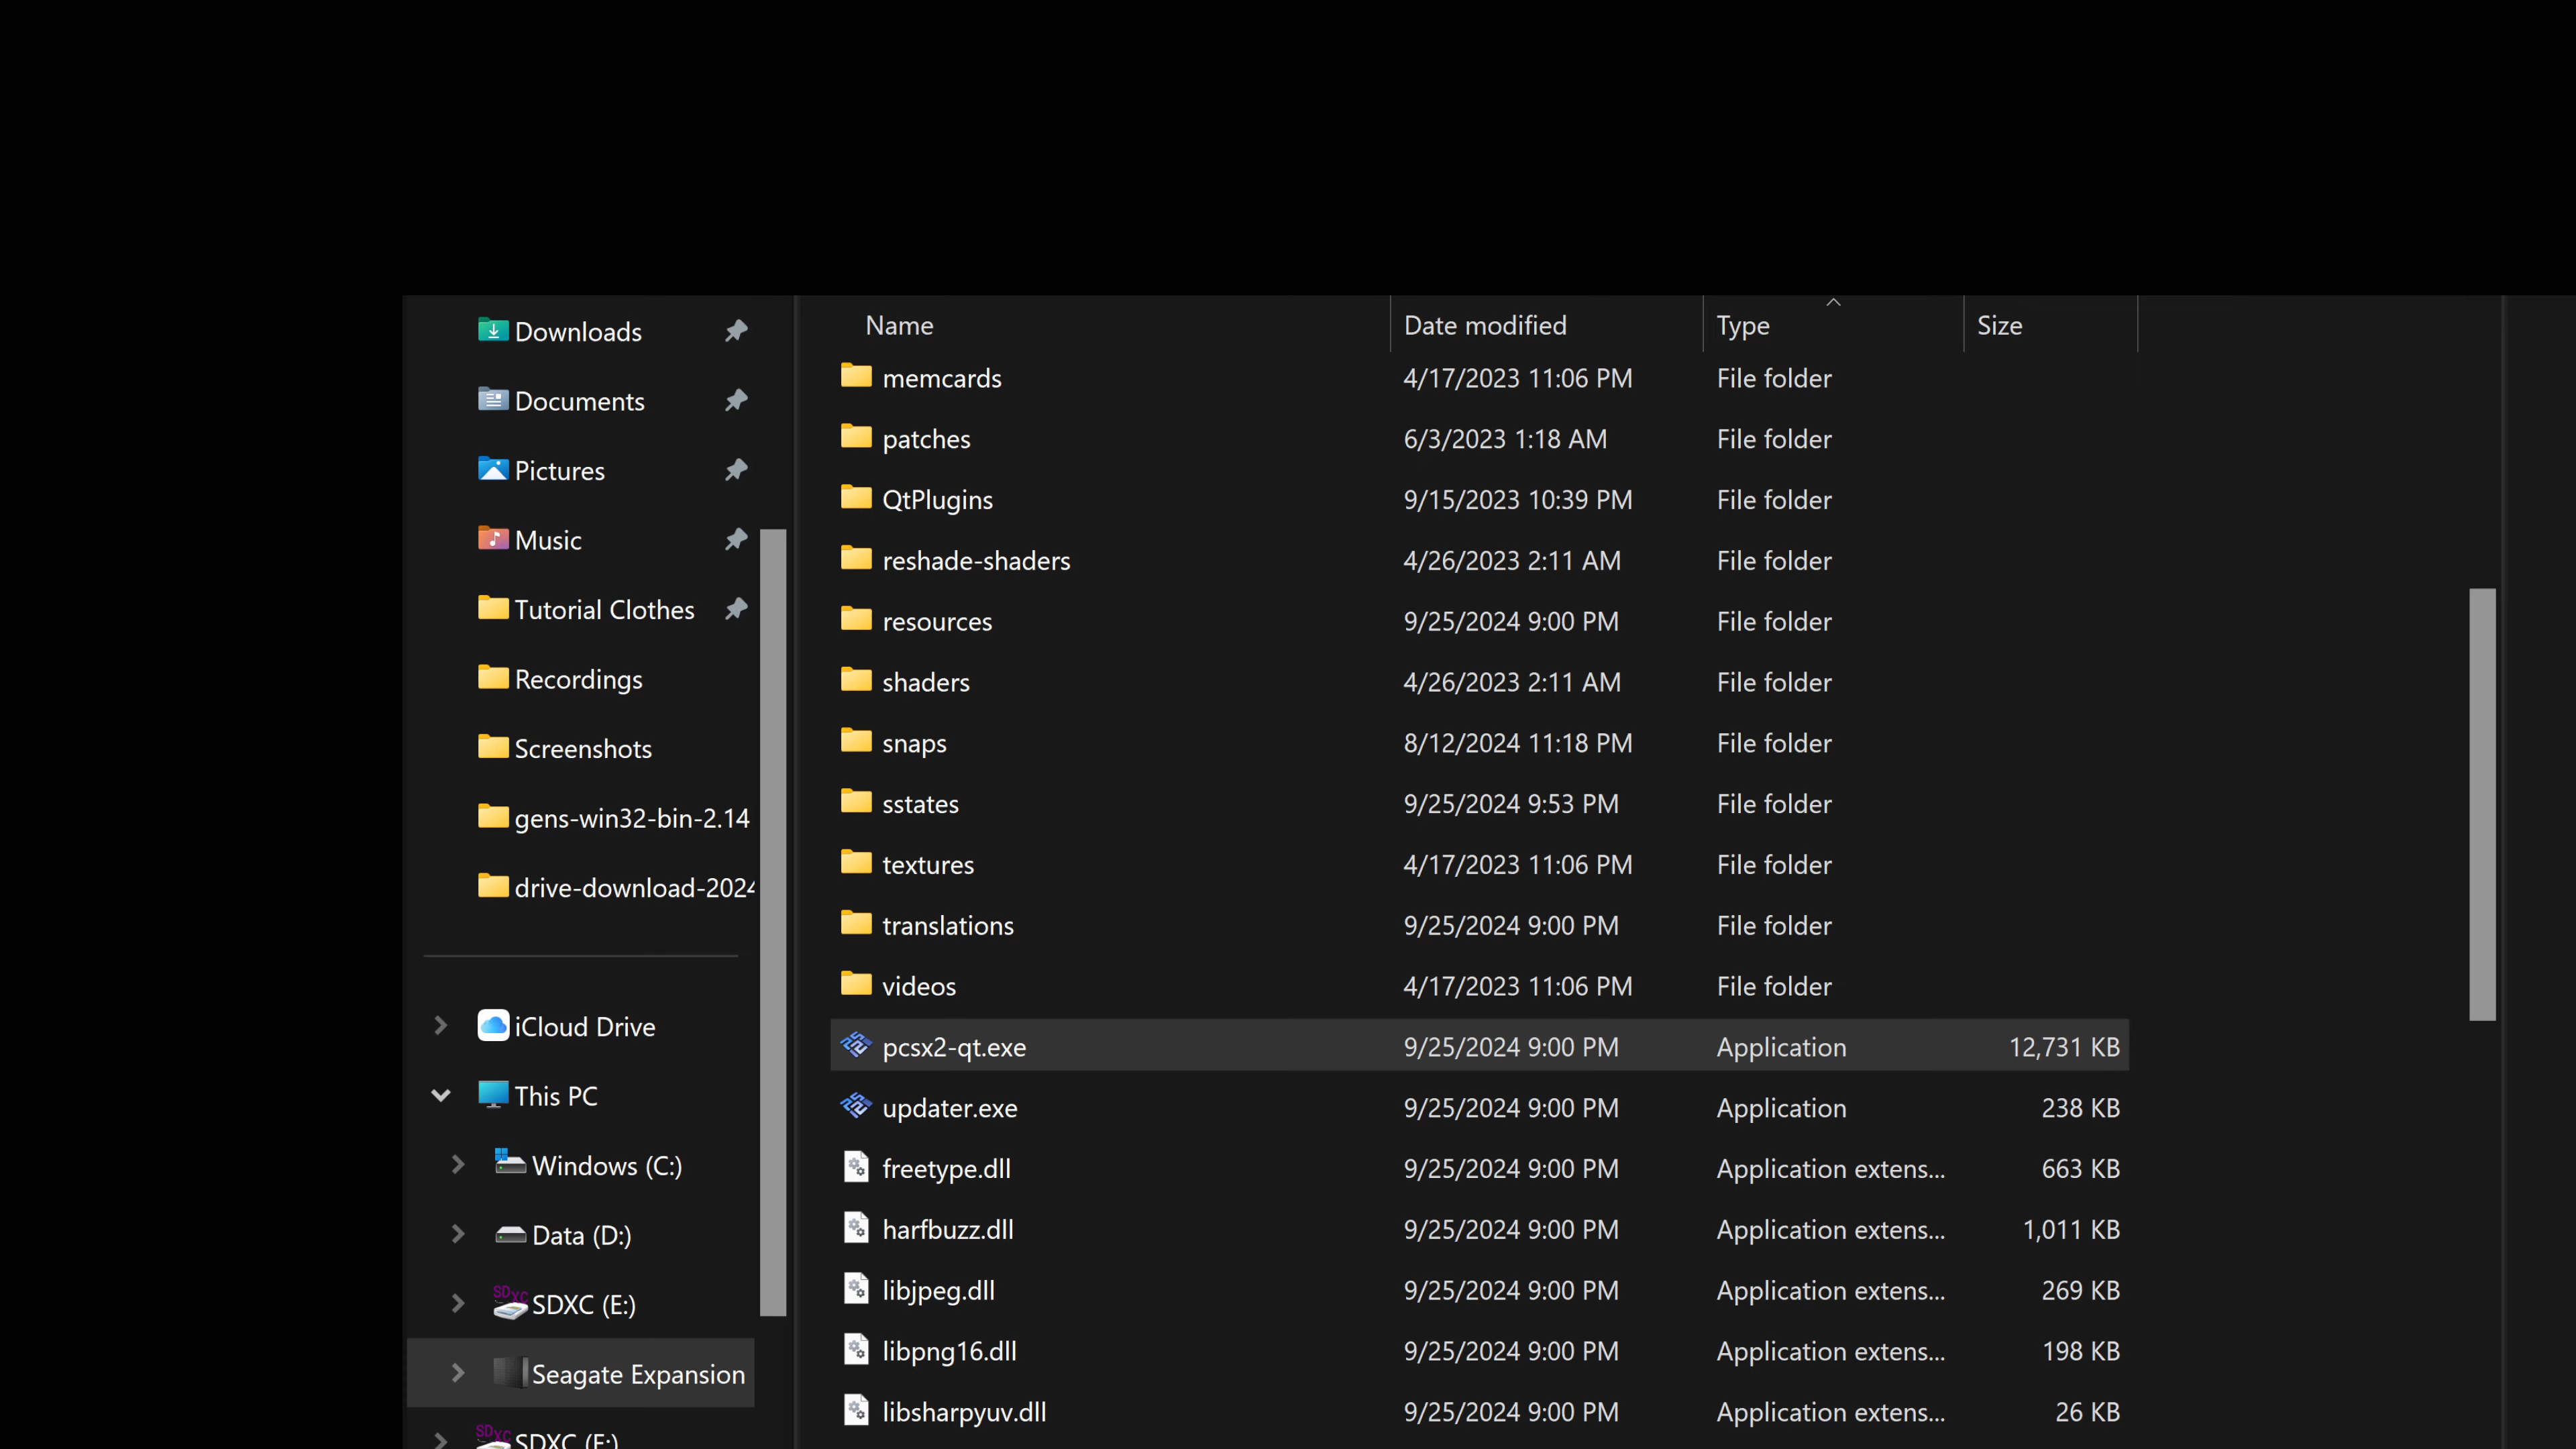 Name Date modified Type Size
Downloads
Documents
Pictures
Music
Tutorial Clothes
Recordings
Screenshots
gens-win32-bin-2.14
drive-download-2024
iCloud Drive
This PC
Windows (C:)
Data (D:)
SDXC (E:)
Seagate Expansion
SDXC (E:)
memcards 4/17/2023 11:06 PM File folder
patches 6/3/2023 1:18 AM File folder
QtPlugins 9/15/2023 10:39 PM File folder
reshade-shaders 4/26/2023 2:11 AM File folder
resources 9/25/2024 9:00 PM File folder
shaders 4/26/2023 2:11 AM File folder
snaps 8/12/2024 11:18 PM File folder
sstates 9/25/2024 9:53 PM File folder
textures 4/17/2023 11:06 PM File folder
translations 9/25/2024 9:00 PM File folder
videos 4/17/2023 11:06 PM File folder
pcsx2-qt.exe 9/25/2024 9:00 PM Application 12,731 KB
updater.exe 9/25/2024 9:00 PM Application 238 KB
freetype.dll 9/25/2024 9:00 PM Application extens... 663 KB
harfbuzz.dll 9/25/2024 9:00 PM Application extens... 1,011 KB
libjpeg.dll 9/25/2024 9:00 PM Application extens... 269 KB
libpng16.dll 9/25/2024 9:00 PM Application extens... 198 KB
libsharpyuv.dll 9/25/2024 9:00 PM Application extens... 26 KB